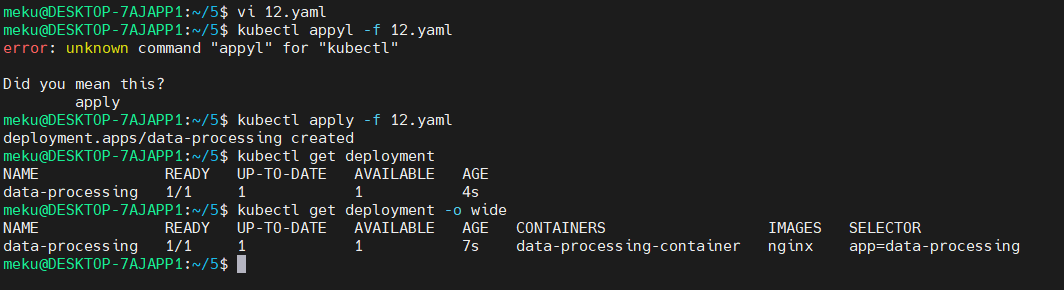 meku@DESKTOP-7AJAPP1:~/5$ vi 12.yaml
meku@DESKTOP-7AJAPP1:~/5$ kubectl appyl -f 12.yaml
error: unknown command "appyl" for "kubectl"
Did you mean this?
apply
meku@DESKTOP-7AJAPP1:~/5$ kubectl apply -f 12.yaml
deployment.apps/data-processing created
meku@DESKTOP-7AJAPP1:~/5$ kubectl get deployment
NAME READY UP-TO-DATE AVAILABLE AGE
data-processing 1/1 1 1 4s
meku@DESKTOP-7AJAPP1:~/5$ kubectl get deployment -o wide
NAME READY UP-TO-DATE AVAILABLE AGE CONTAINERS IMAGES SELECTOR
data-processing 1/1 1 1 7s data-processing-container nginx app=data-processing
meku@DESKTOP-7AJAPP1:~/5$